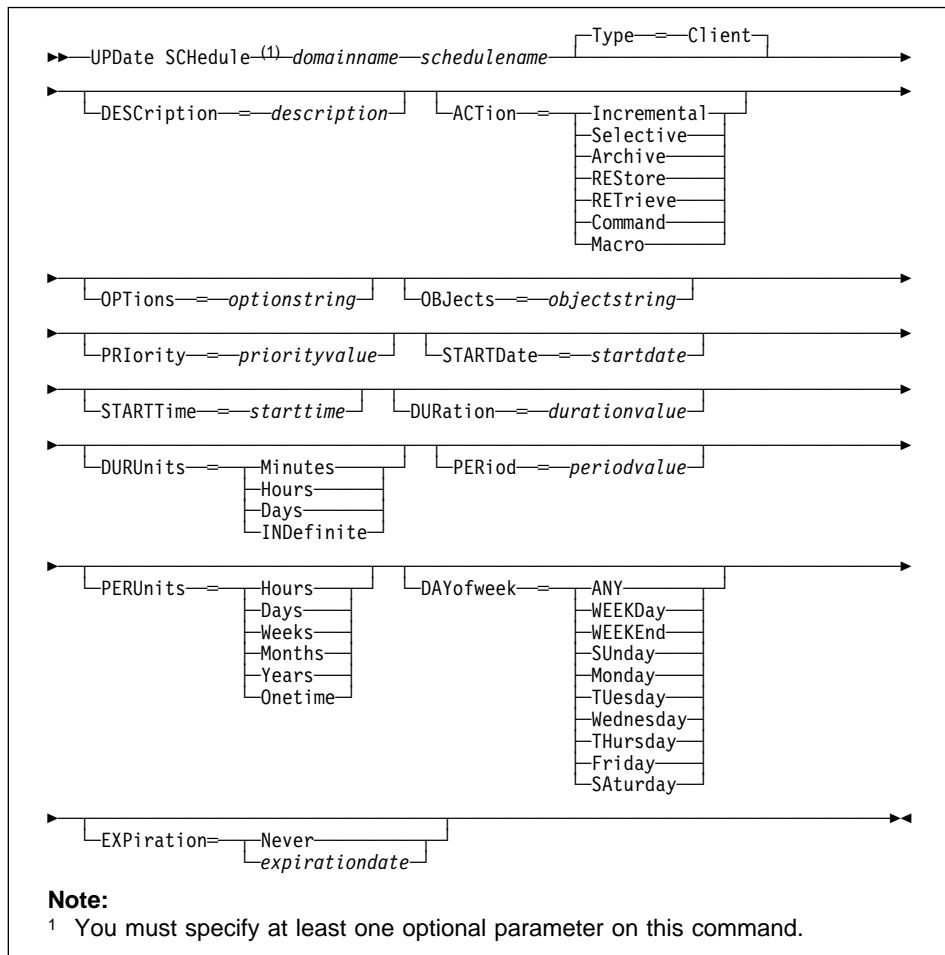 Type = Client
UPDate SCHedule (1) domainname schedulename
DESCription = description ACTion = Incremental
Selective
Archive
REStore
RETrieve
Command
Macro
OPTions = optionstring OBJects = objectstring
PRIority = priorityvalue STARTDate = startdate
STARTTime = starttime DURation = durationvalue
DURUnits = Minutes PERiod = periodvalue
Hours
Days
INDefinite
PERUnits = Hours DAYofweek = ANY
Days WEEKDay
Weeks WEEKEnd
Months SUnday
Years Monday
Onetime TUesday
Wednesday
THursday
Friday
SAturday
EXPiration= Never
expirationdate
Note:
1 You must specify at least one optional parameter on this command.